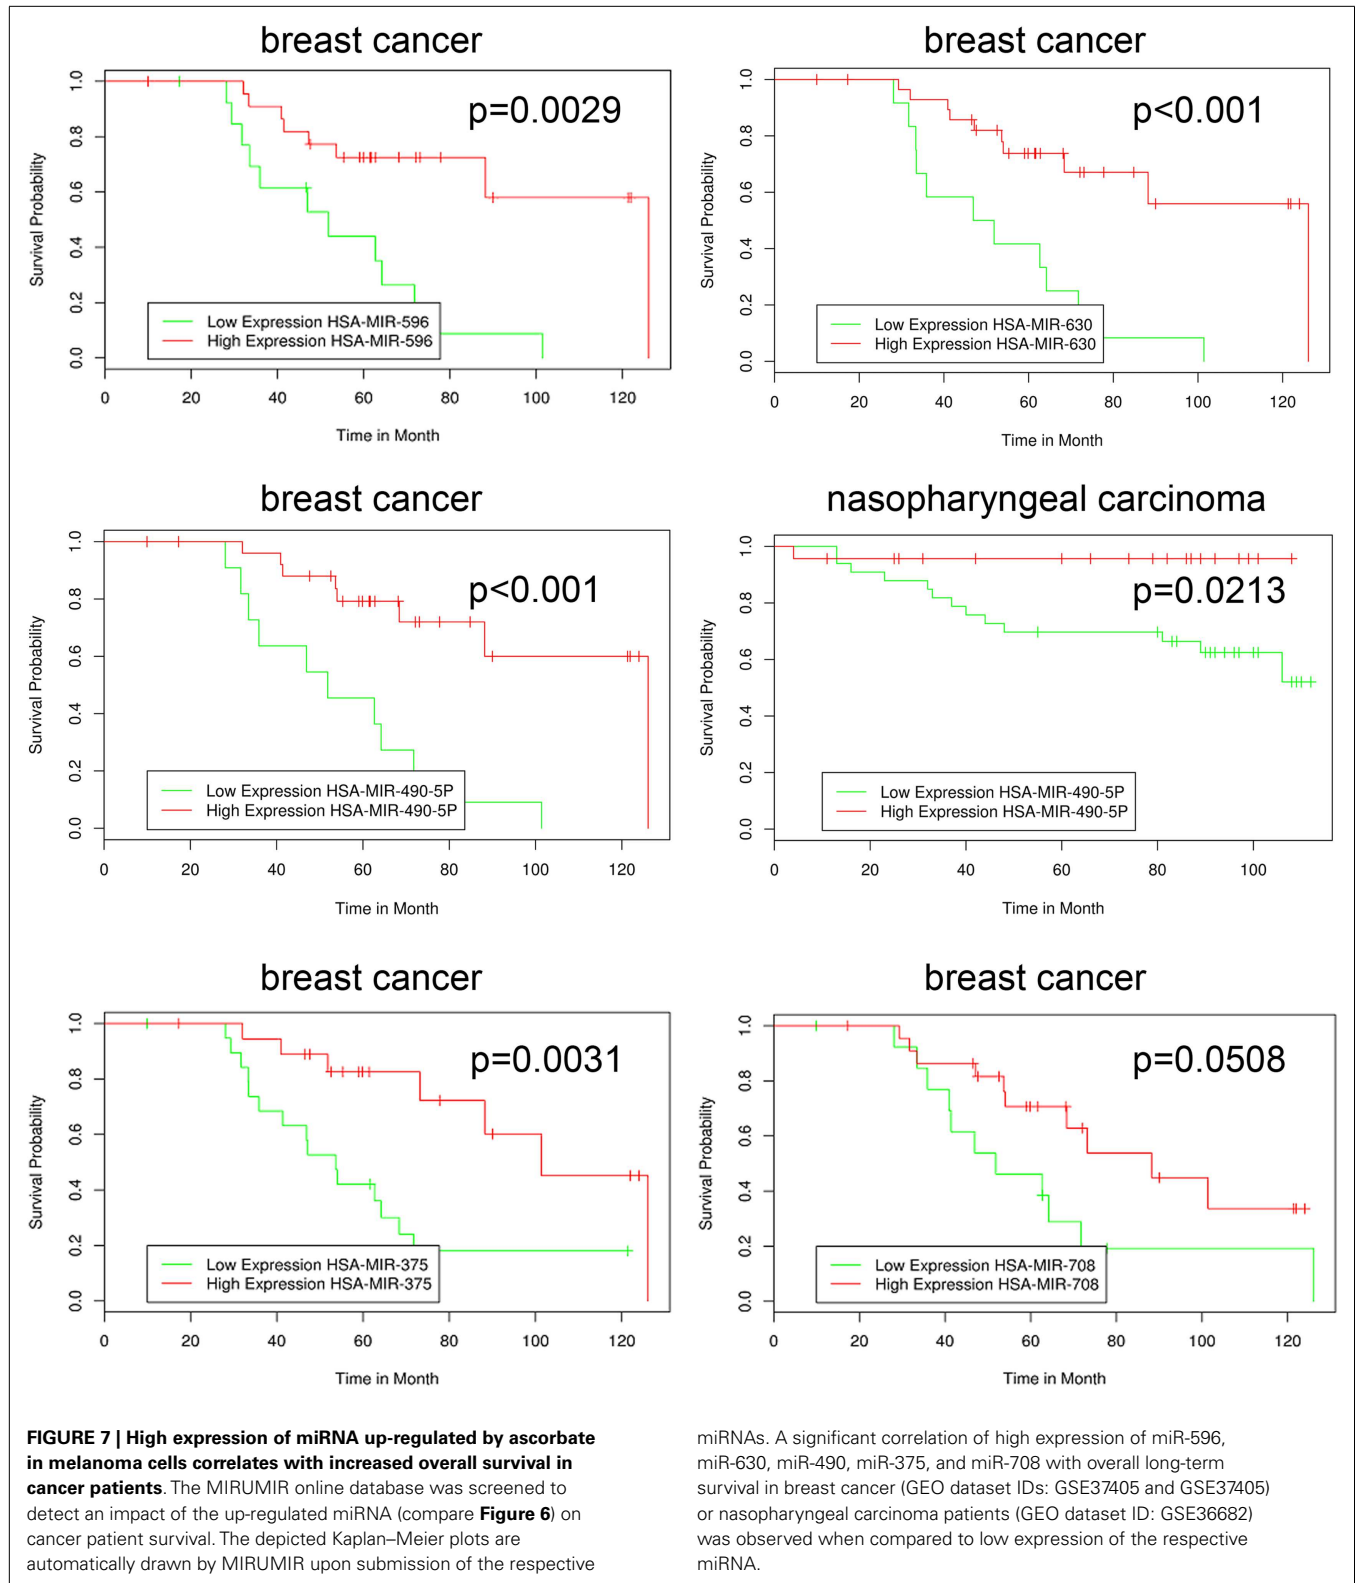 breast cancer
p=0.0029
Survival Probability
1.0
0.8
0.6
0.4
0.2
0.0
Low Expression HSA-MIR-596
High Expression HSA-MIR-596
0 20 40 60 80 100 120
Time in Month
breast cancer
p<0.001
Survival Probability
1.0
0.8
0.6
0.4
0.2
0.0
Low Expression HSA-MIR-630
High Expression HSA-MIR-630
0 20 40 60 80 100 120
Time in Month
breast cancer
p<0.001
Survival Probability
1.0
0.8
0.6
0.4
0.2
0.0
Low Expression HSA-MIR-490-5P
High Expression HSA-MIR-490-5P
0 20 40 60 80 100 120
Time in Month
nasopharyngeal carcinoma
p=0.0213
Survival Probability
1.0
0.8
0.6
0.4
0.2
0.0
Low Expression HSA-MIR-490-5P
High Expression HSA-MIR-490-5P
0 20 40 60 80 100
Time in Month
breast cancer
p=0.0031
Survival Probability
1.0
0.8
0.6
0.4
0.2
0.0
Low Expression HSA-MIR-375
High Expression HSA-MIR-375
0 20 40 60 80 100 120
Time in Month
breast cancer
p=0.0508
Survival Probability
1.0
0.8
0.6
0.4
0.2
0.0
Low Expression HSA-MIR-708
High Expression HSA-MIR-708
0 20 40 60 80 100 120
Time in Month
FIGURE 7 | High expression of miRNA up-regulated by ascorbate
in melanoma cells correlates with increased overall survival in
cancer patients. The MIRUMIR online database was screened to
detect an impact of the up-regulated miRNA (compare Figure 6) on
cancer patient survival. The depicted Kaplan–Meier plots are
automatically drawn by MIRUMIR upon submission of the respective
miRNAs. A significant correlation of high expression of miR-596,
miR-630, miR-490, miR-375, and miR-708 with overall long-term
survival in breast cancer (GEO dataset IDs: GSE37405 and GSE37405)
or nasopharyngeal carcinoma patients (GEO dataset ID: GSE36682)
was observed when compared to low expression of the respective
miRNA.